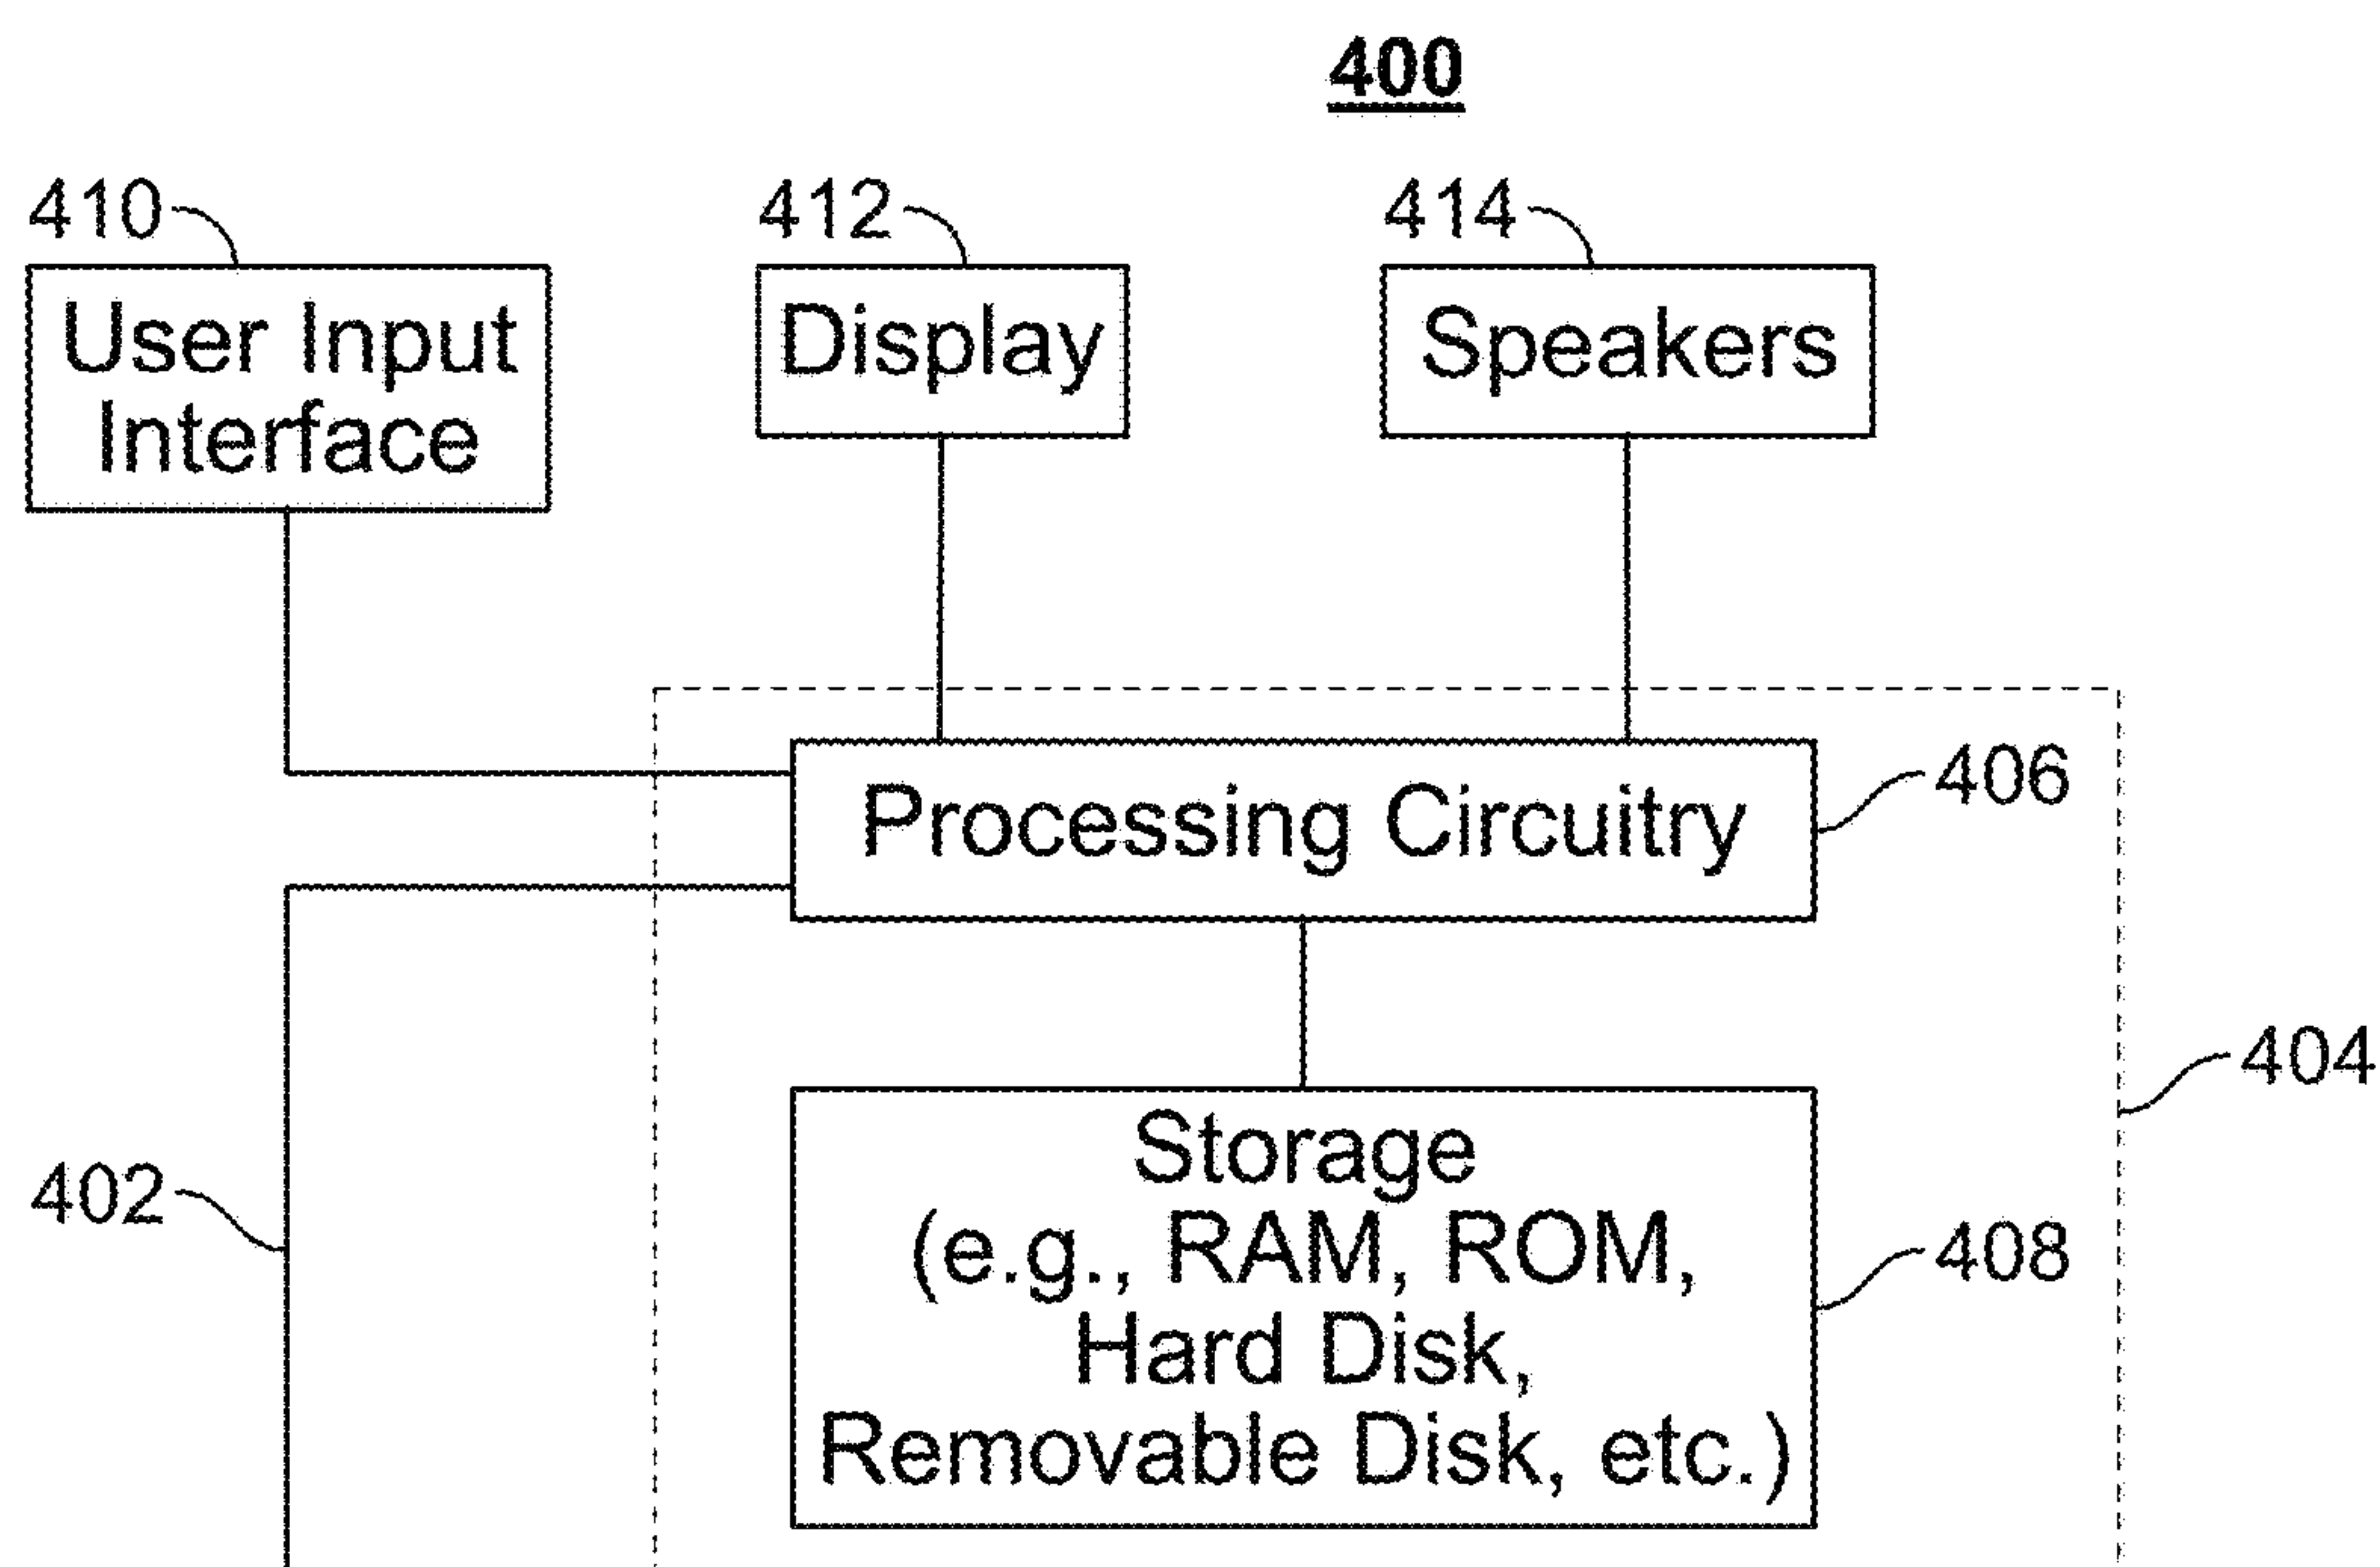 400
410
412
414
User Input
Interface
Display
Speakers
Processing Circuitry
406
404
402
Storage
(e.g., RAM, ROM,
Hard Disk,
Removable Disk, etc.)
408